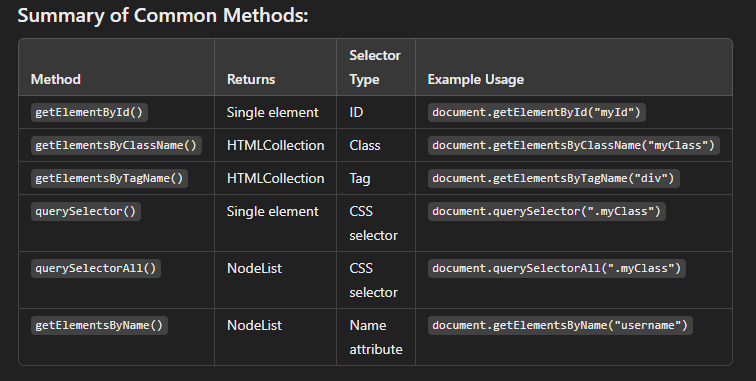 Summary of Common Methods:
Method Returns Selector Type Example Usage
getElementById() Single element ID document.getElementById("myId")
getElementsByClassName() HTMLCollection Class document.getElementsByClassName("myClass")
getElementsByTagName() HTMLCollection Tag document.getElementsByTagName("div")
querySelector() Single element CSS selector document.querySelector(".myClass")
querySelectorAll() NodeList CSS selector document.querySelectorAll(".myClass")
getElementsByName() NodeList Name attribute document.getElementsByName("username")